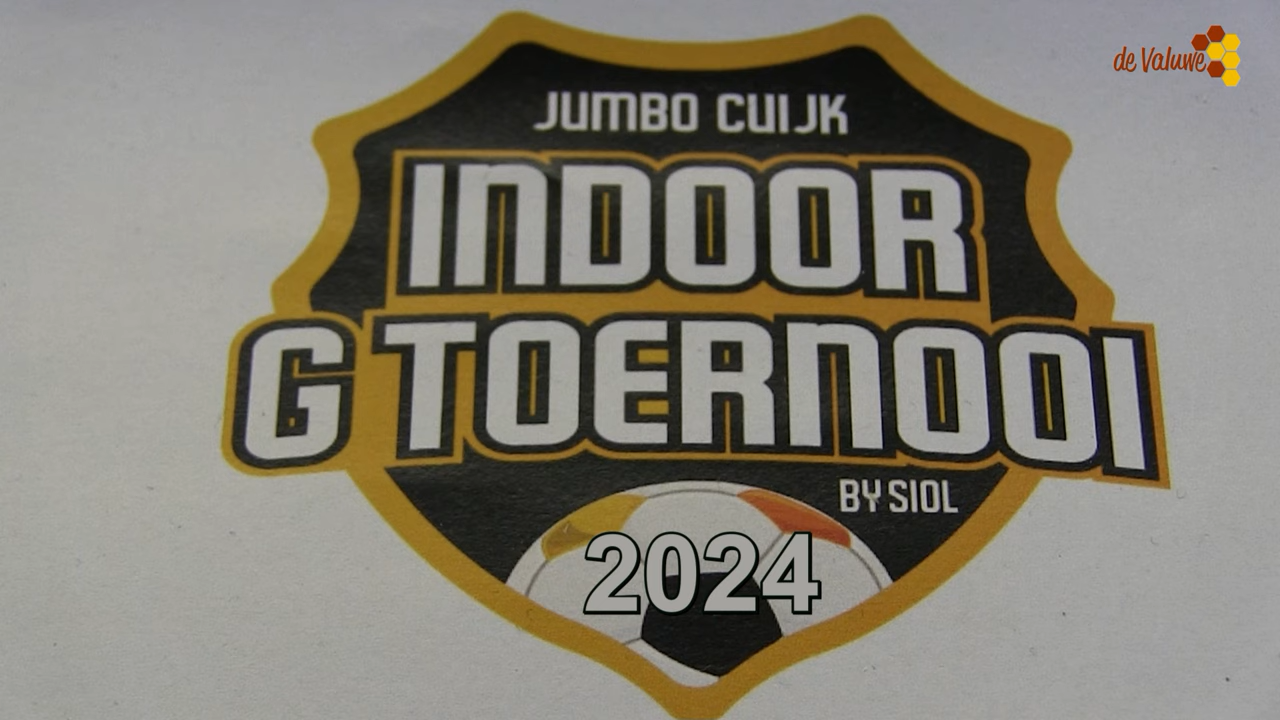 de Valuwe
JUMBO CUIJK
INDOOR
G TOERNOOI
BY SIOL
2024